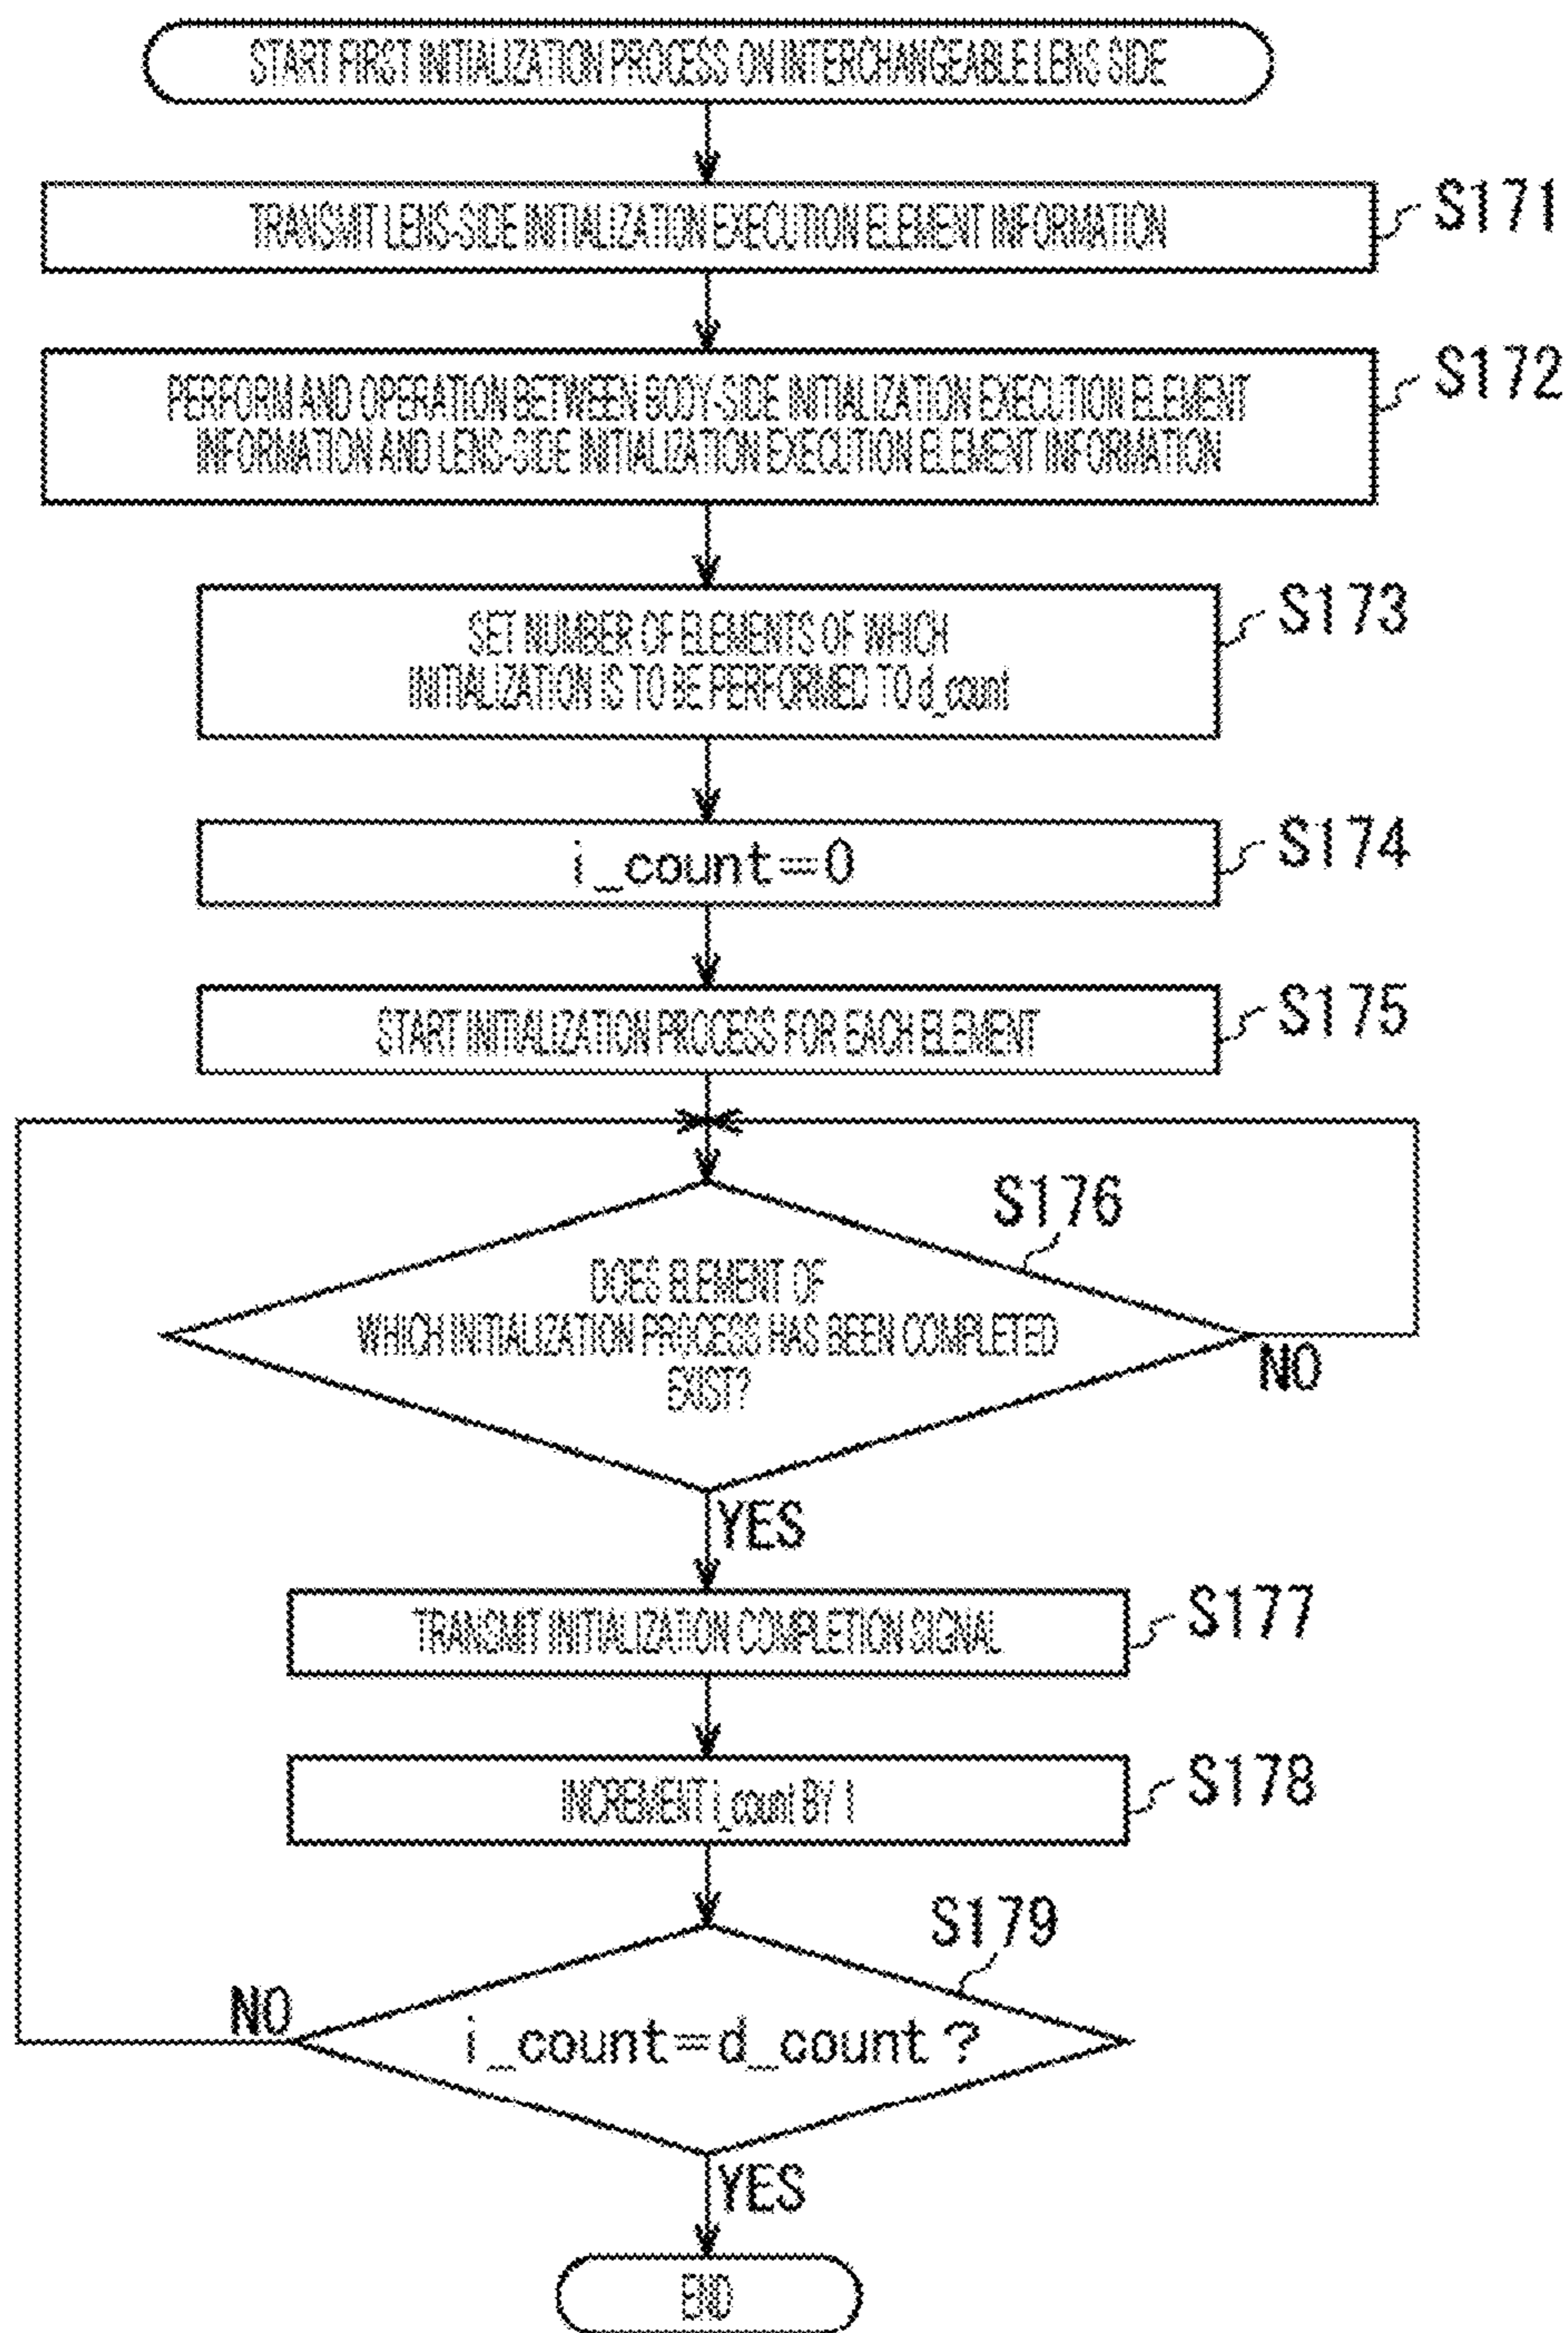 START FIRST INITIALIZATION PROCESS ON INTERCHANGEABLE LENS SIDE
TRANSMIT LENS-SIDE INITIALIZATION EXECUTION ELEMENT INFORMATION
S171
PERFORM AND OPERATION BETWEEN BODY-SIDE INITIALIZATION EXECUTION ELEMENT
INFORMATION AND LENS-SIDE INITIALIZATION EXECUTION ELEMENT INFORMATION
S172
SET NUMBER OF ELEMENTS OF WHICH
INITIALIZATION IS TO BE PERFORMED TO d_count
S173
i_count=0
S174
START INITIALIZATION PROCESS FOR EACH ELEMENT
S175
S176
DOES ELEMENT OF
WHICH INITIALIZATION PROCESS HAS BEEN COMPLETED
EXIST?
NO
YES
TRANSMIT INITIALIZATION COMPLETION SIGNAL
S177
INCREMENT i_count BY 1
S178
S179
NO
i_count=d_count ?
YES
END